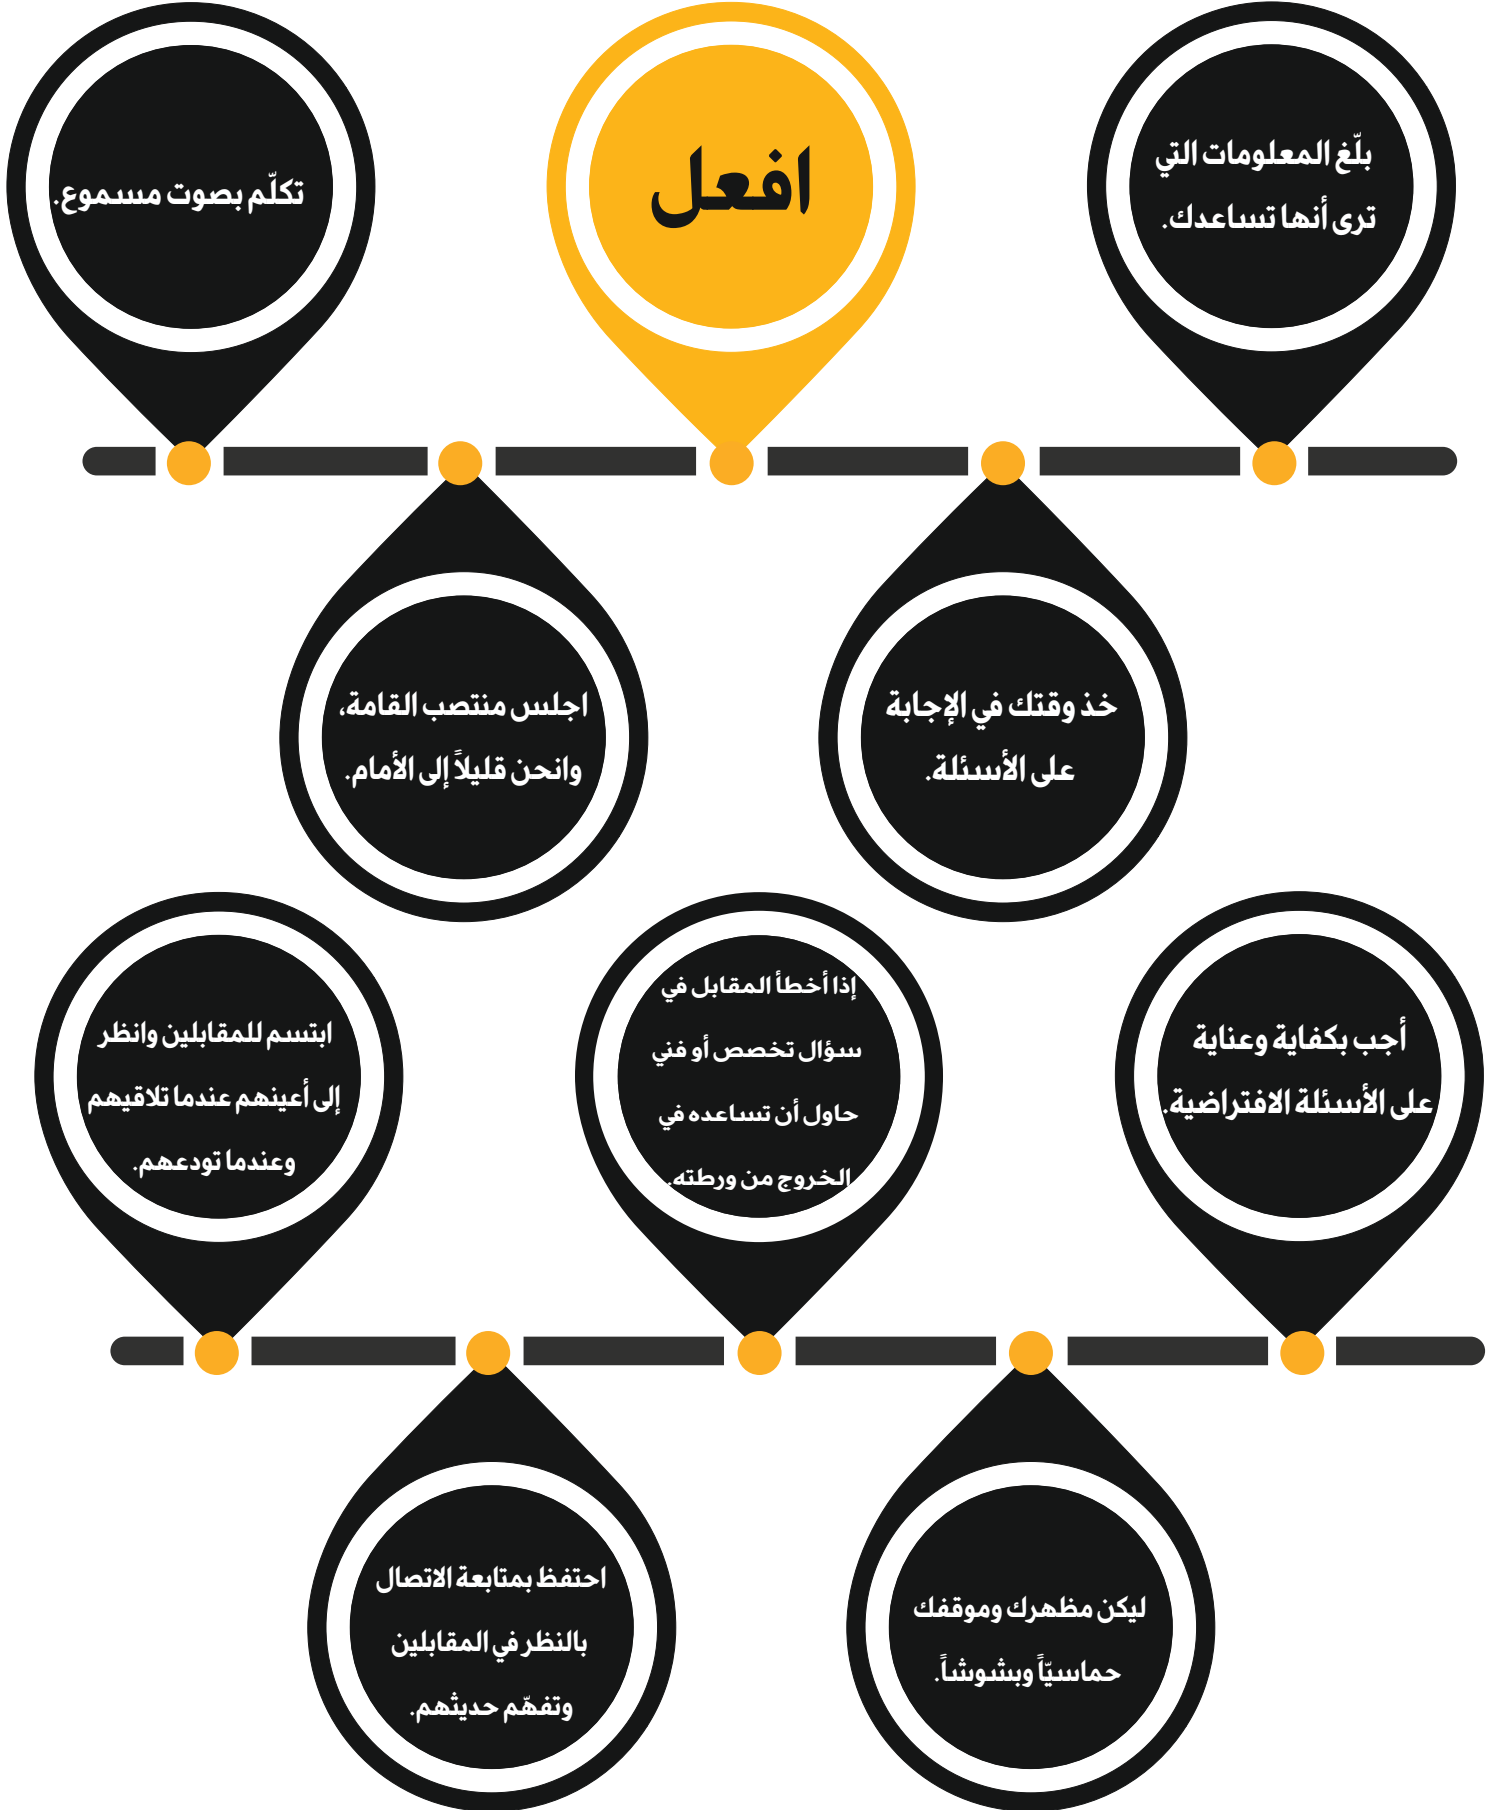 افعل
بلّغ المعلومات التي
ترى أنها تساعدك.
تكلّم بصوت مسموع.
خذ وقتك في الإجابة
على الأسئلة.
اجلس منتصب القامة،
وانحن قليلاً إلى الأمام.
أجب بكفاية وعناية
على الأسئلة الافتراضية.
إذا أخطأ المقابل في
سؤال تخصص أو فني
حاول أن تساعده في
الخروج من ورطته.
ابتسم للمقابلين وانظر
إلى أعينهم عندما تلاقيهم
وعندما تودعهم.
ليكن مظهرك وموقفك
حماسيّاً وبشوشاً.
احتفظ بمتابعة الاتصال
بالنظر في المقابلين
وتفهّم حديثهم.